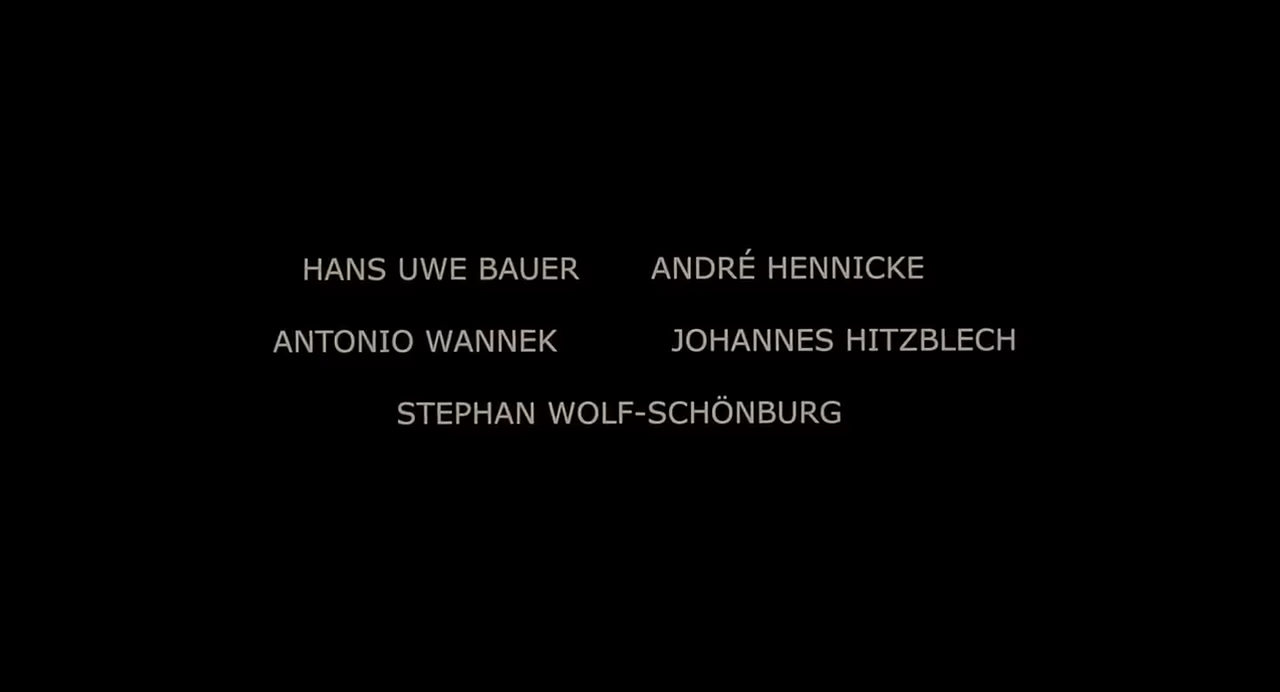 HANS UWE BAUER ANDRÉ HENNICKE
ANTONIO WANNEK JOHANNES HITZBLECH
STEPHAN WOLF-SCHÖNBURG